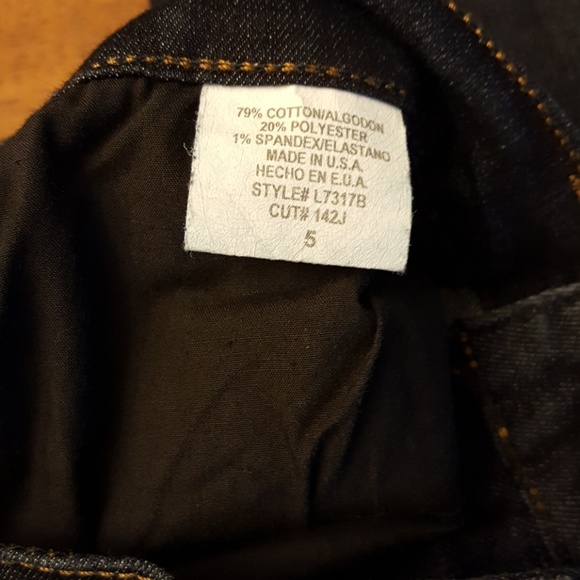 79% COTTON/ALGODON
20% POLYESTER
1% SPANDEX/ELASTANO
MADE IN U.S.A.
HECHO EN E.U.A.
STYLE# L7317B
CUT# 142J
5